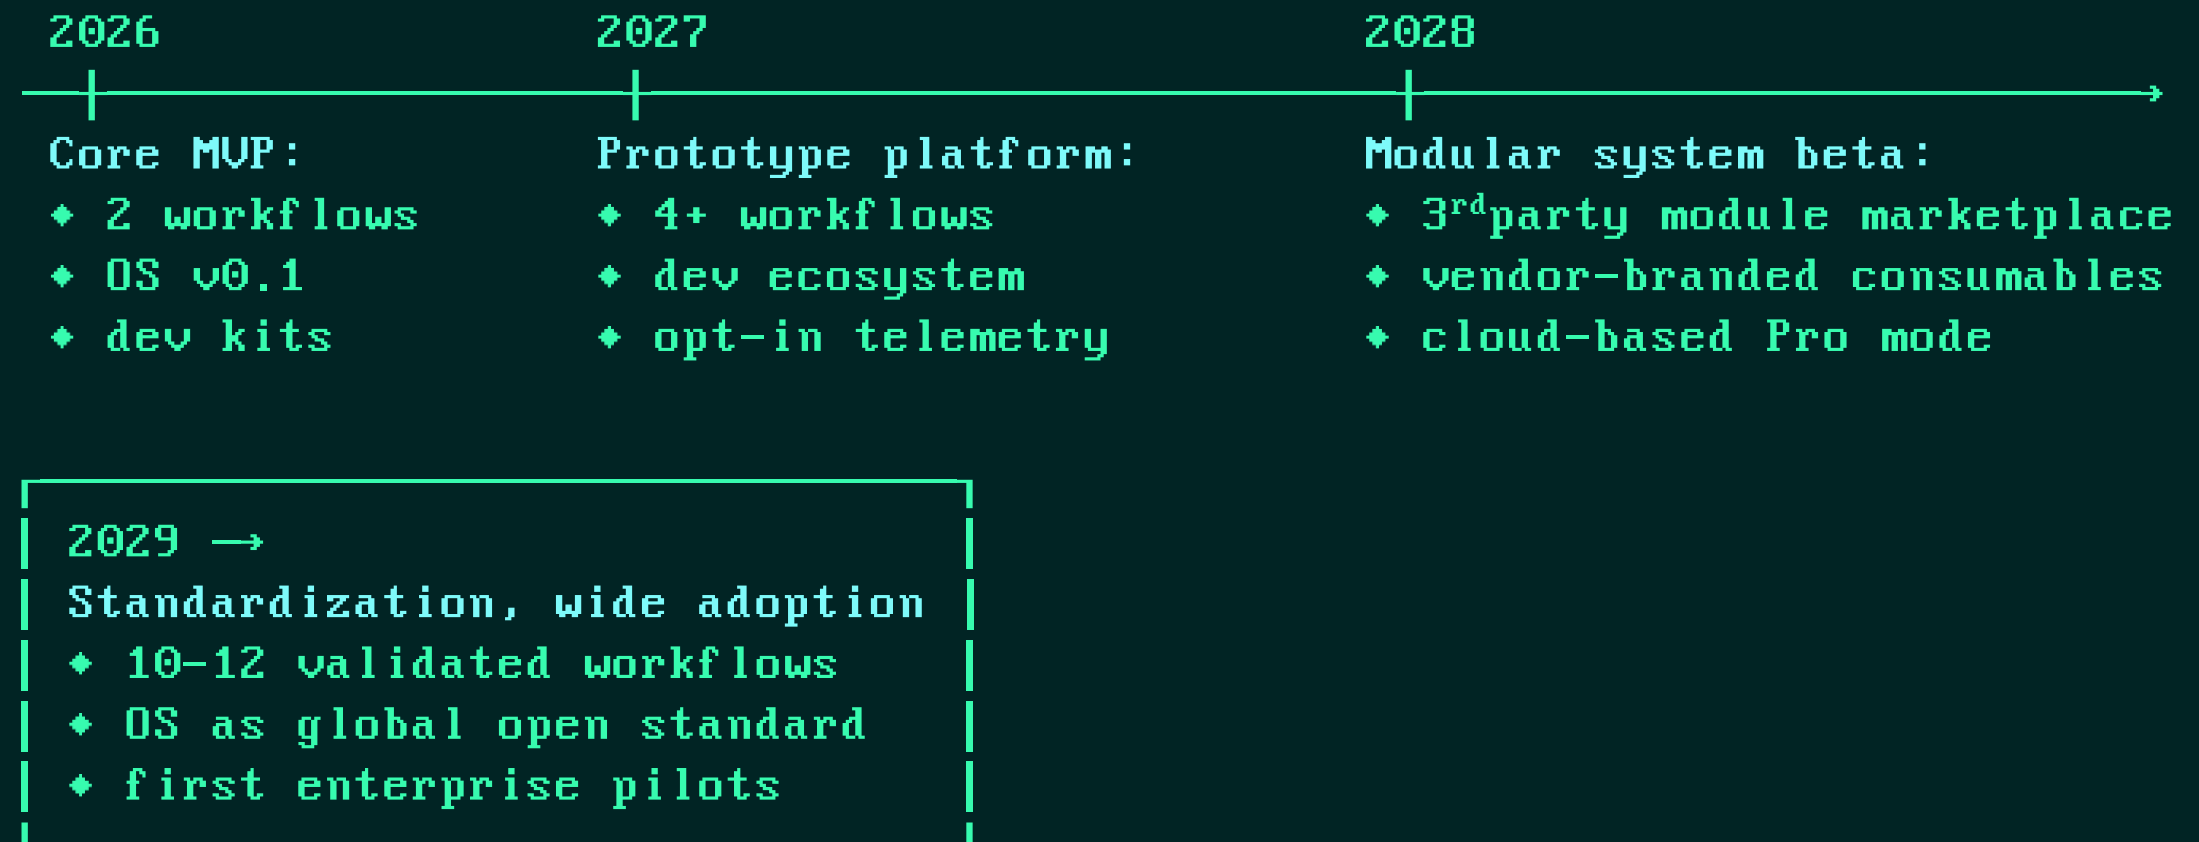 2026 2027 2028
Core MVP: Prototype platform: Modular system beta:
◆ 2 workflows ◆ 4+ workflows ◆ 3rdparty module marketplace
◆ OS v0.1 ◆ dev ecosystem ◆ vendor-branded consumables
◆ dev kits ◆ opt-in telemetry ◆ cloud-based Pro mode
2029 →
Standardization, wide adoption
◆ 10-12 validated workflows
◆ OS as global open standard
◆ first enterprise pilots